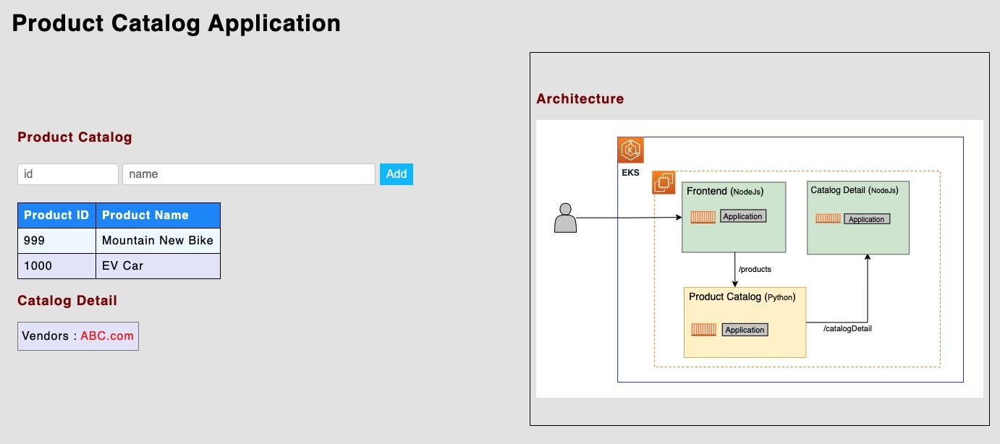 Product Catalog Application
Product Catalog
id name Add
Product ID Product Name
999 Mountain New Bike
1000 EV Car
Catalog Detail
Vendors : ABC.com
Architecture
EKS
Frontend (NodeJs)
Application
Catalog Detail (NodeJs)
Application
/products
Product Catalog (Python)
Application
/catalogDetail